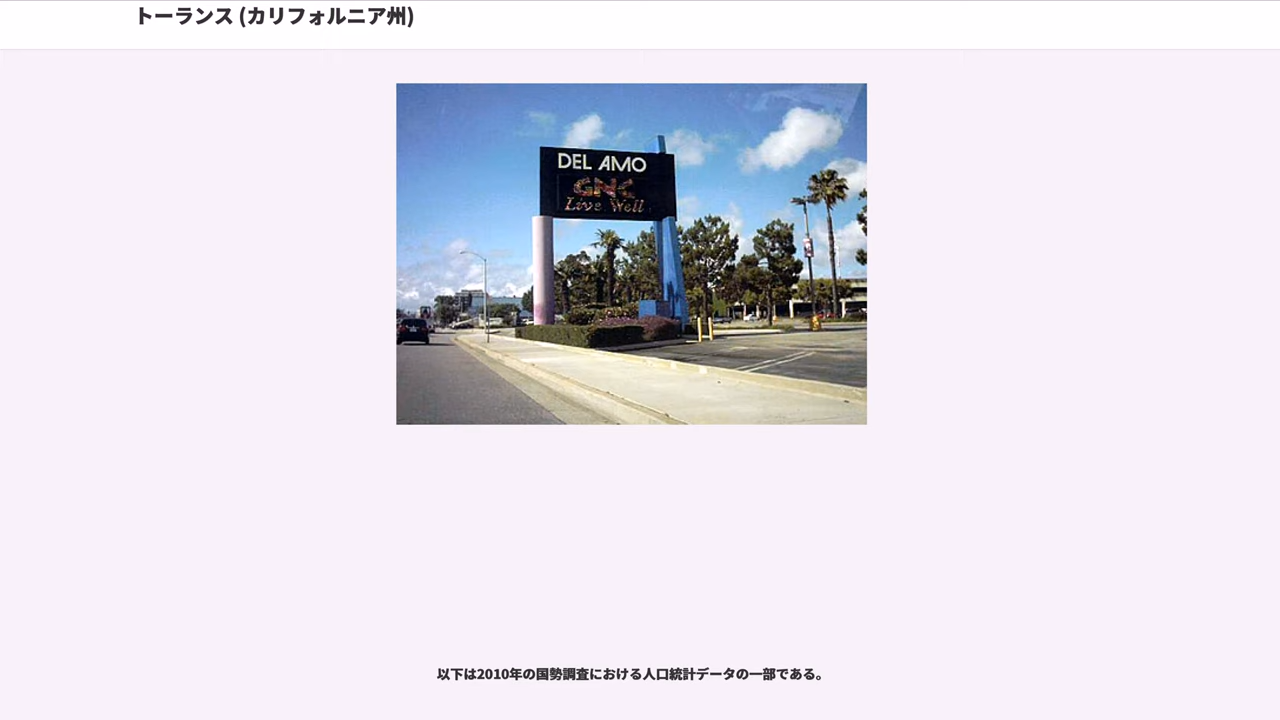 トーランス (カリフォルニア州)
DEL AMO
GNC
Live Well
以下は2010年の国勢調査における人口統計データの一部である。